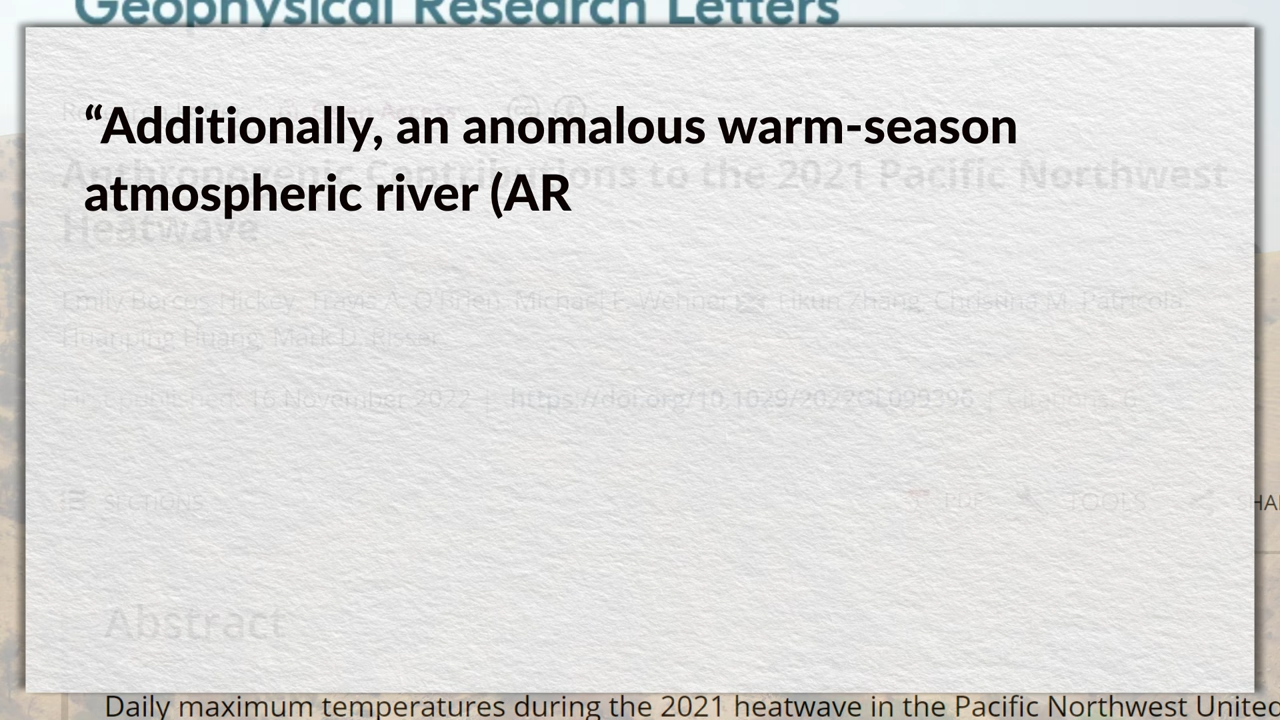 Geophysical Research Letters
“Additionally, an anomalous warm-season
atmospheric river (AR
Anthropogenic Contributions to the 2021 Pacific Northwest
Heatwave
Emily Bercos-Hickey, Travis A. O'Brien, Michael F. Wehner, Likun Zhang, Christina M. Patricola,
Huanping Huang, Mark D. Risser
First published: 16 November 2022 | https://doi.org/10.1029/2022GL099396 | Citations: 6
SECTIONS PDF TOOLS SHA
Abstract
Daily maximum temperatures during the 2021 heatwave in the Pacific Northwest United